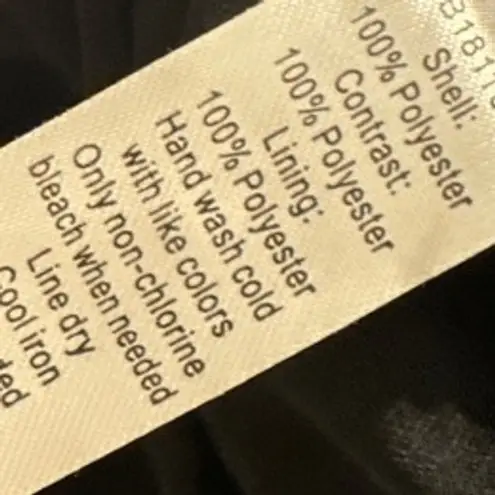 Shell:
100% Polyester
Contrast:
100% Polyester
Lining:
100% Polyester
Hand wash cold
with like colors
Only non-chlorine
bleach when needed
Line dry
Cool iron